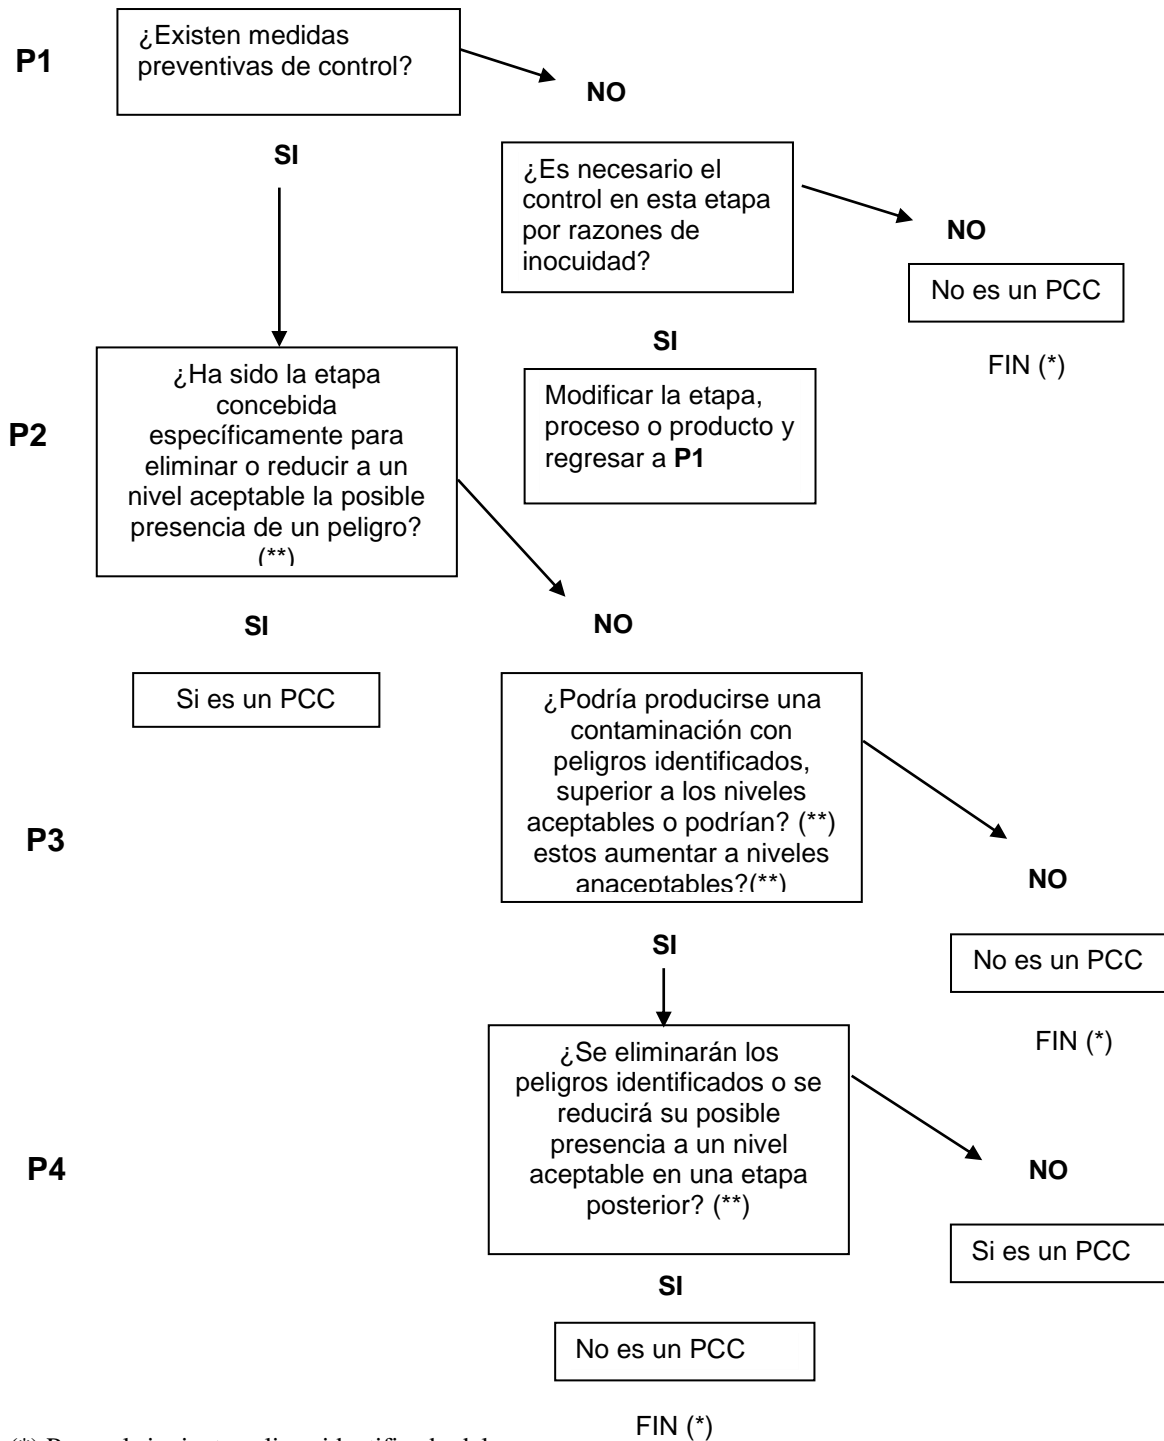 P1
¿Existen medidas
preventivas de control?
NO
SI
¿Es necesario el
control en esta etapa
por razones de
inocuidad?
NO
No es un PCC
FIN (*)
SI
Modificar la etapa,
proceso o producto y
regresar a P1
P2
¿Ha sido la etapa
concebida
específicamente para
eliminar o reducir a un
nivel aceptable la posible
presencia de un peligro?
(**)
SI
NO
Si es un PCC
P3
¿Podría producirse una
contaminación con
peligros identificados,
superior a los niveles
aceptables o podrían? (**)
estos aumentar a niveles
anaceptables?(**)
NO
No es un PCC
FIN (*)
SI
P4
¿Se eliminarán los
peligros identificados o se
reducirá su posible
presencia a un nivel
aceptable en una etapa
posterior? (**)
NO
Si es un PCC
SI
No es un PCC
FIN (*)